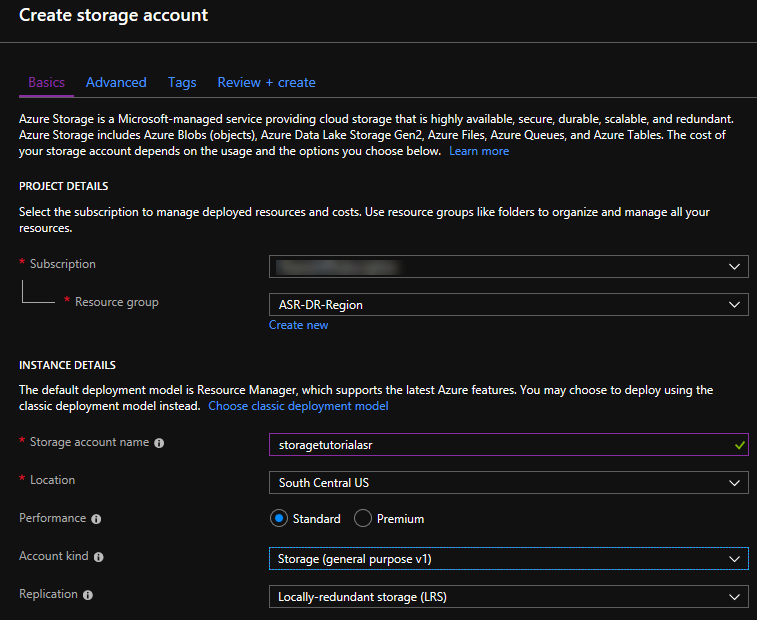 Create storage account
Basics Advanced Tags Review + create
Azure Storage is a Microsoft-managed service providing cloud storage that is highly available, secure, durable, scalable, and redundant.
Azure Storage includes Azure Blobs (objects), Azure Data Lake Storage Gen2, Azure Files, Azure Queues, and Azure Tables. The cost of
your storage account depends on the usage and the options you choose below. Learn more
PROJECT DETAILS
Select the subscription to manage deployed resources and costs. Use resource groups like folders to organize and manage all your
resources.
* Subscription
* Resource group ASR-DR-Region
Create new
INSTANCE DETAILS
The default deployment model is Resource Manager, which supports the latest Azure features. You may choose to deploy using the
classic deployment model instead. Choose classic deployment model
* Storage account name storagetutorialasr
* Location South Central US
Performance Standard Premium
Account kind Storage (general purpose v1)
Replication Locally-redundant storage (LRS)